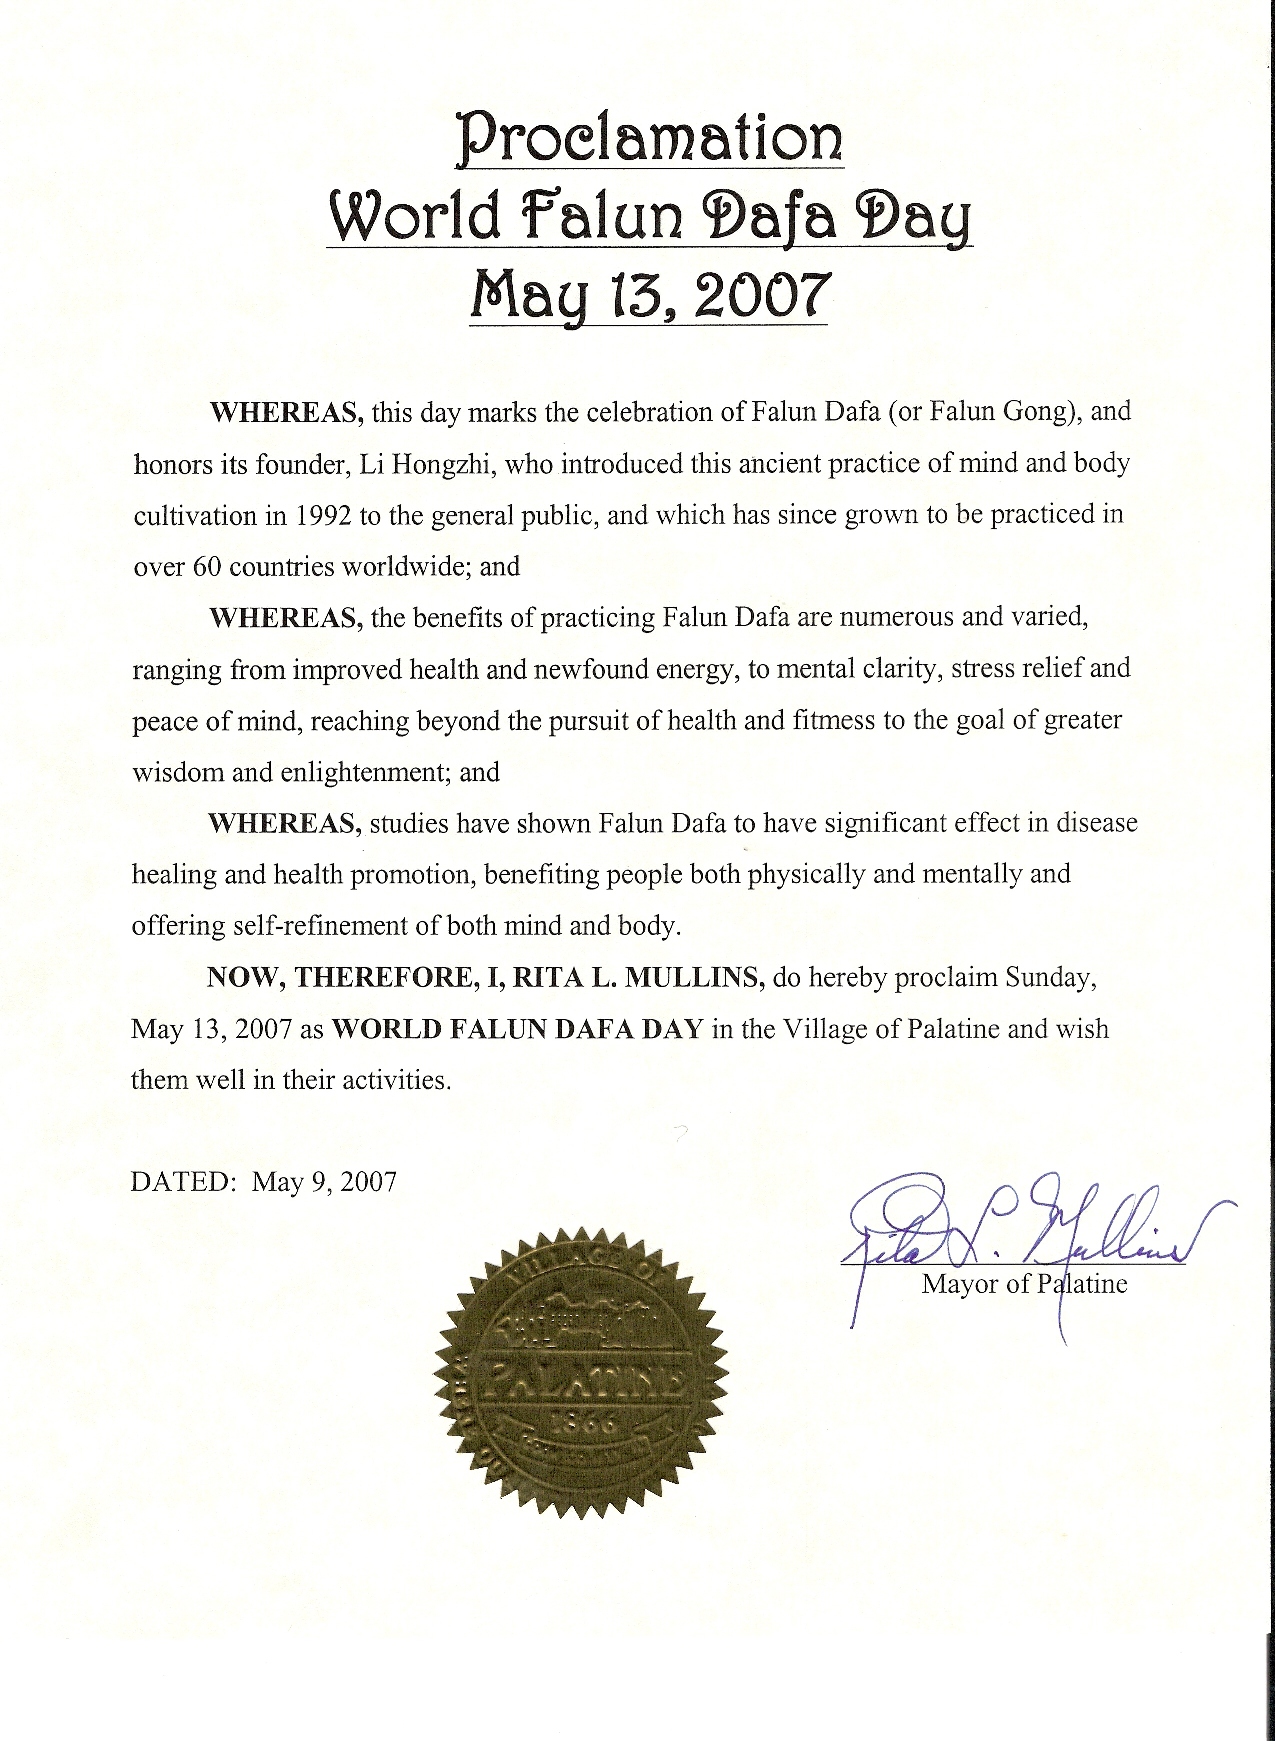 Proclamation
World Falun Dafa Day
May 13, 2007
WHEREAS, this day marks the celebration of Falun Dafa (or Falun Gong), and
honors its founder, Li Hongzhi, who introduced this ancient practice of mind and body
cultivation in 1992 to the general public, and which has since grown to be practiced in
over 60 countries worldwide; and
WHEREAS, the benefits of practicing Falun Dafa are numerous and varied,
ranging from improved health and newfound energy, to mental clarity, stress relief and
peace of mind, reaching beyond the pursuit of health and fitness to the goal of greater
wisdom and enlightenment; and
WHEREAS, studies have shown Falun Dafa to have significant effect in disease
healing and health promotion, benefiting people both physically and mentally and
offering self-refinement of both mind and body.
NOW, THEREFORE, I, RITA L. MULLINS, do hereby proclaim Sunday,
May 13, 2007 as WORLD FALUN DAFA DAY in the Village of Palatine and wish
them well in their activities.
DATED: May 9, 2007
Rita L. Mullins
Mayor of Palatine
VILLAGE OF
PALATINE
1866